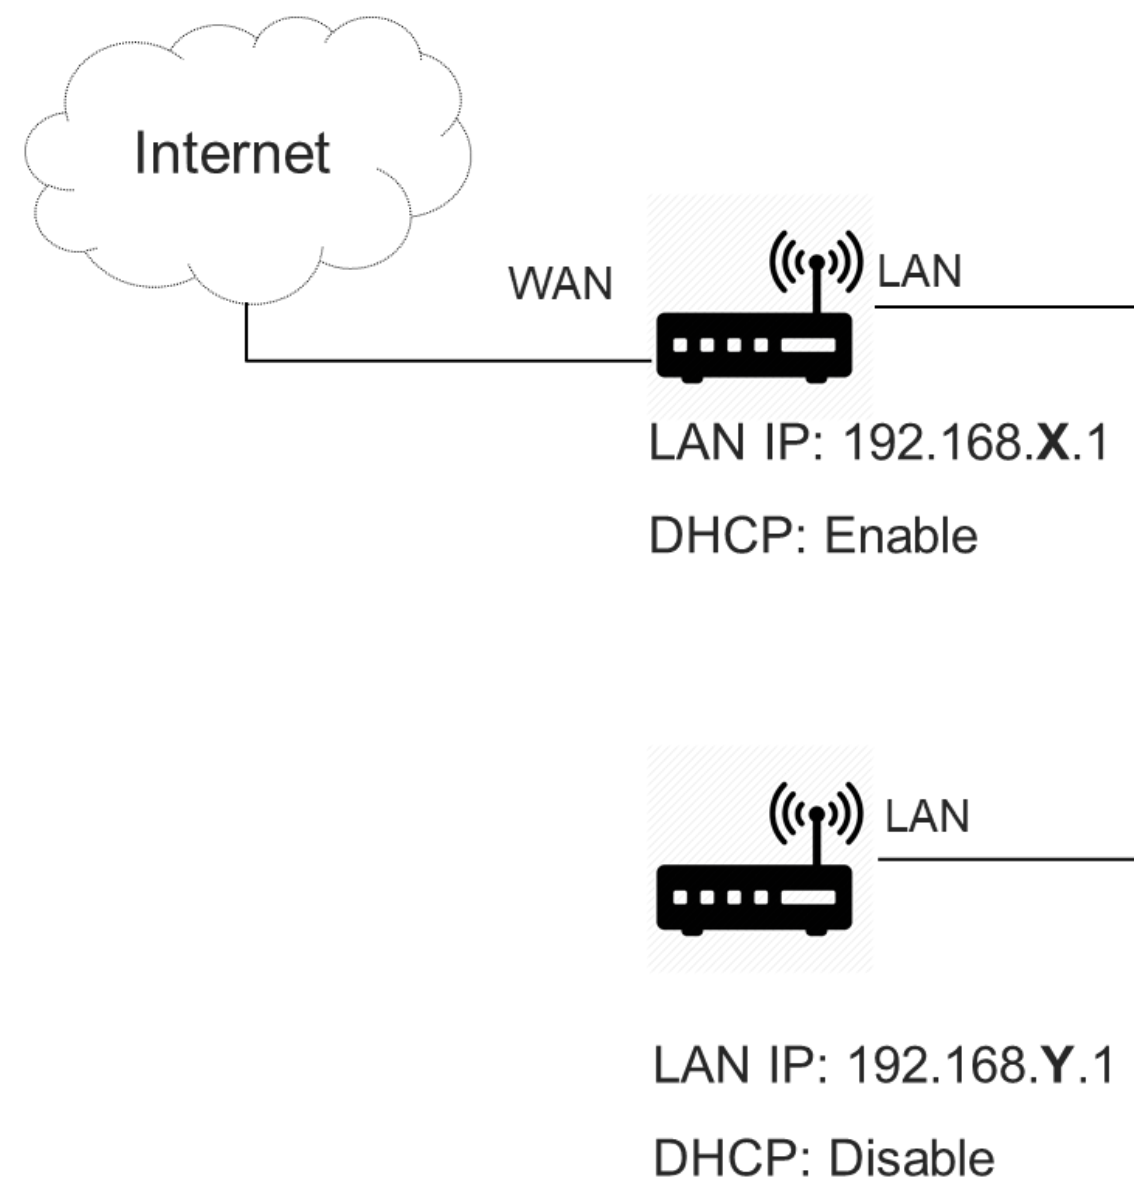 Internet
WAN
LAN
LAN IP: 192.168.X.1
DHCP: Enable
LAN
LAN IP: 192.168.Y.1
DHCP: Disable